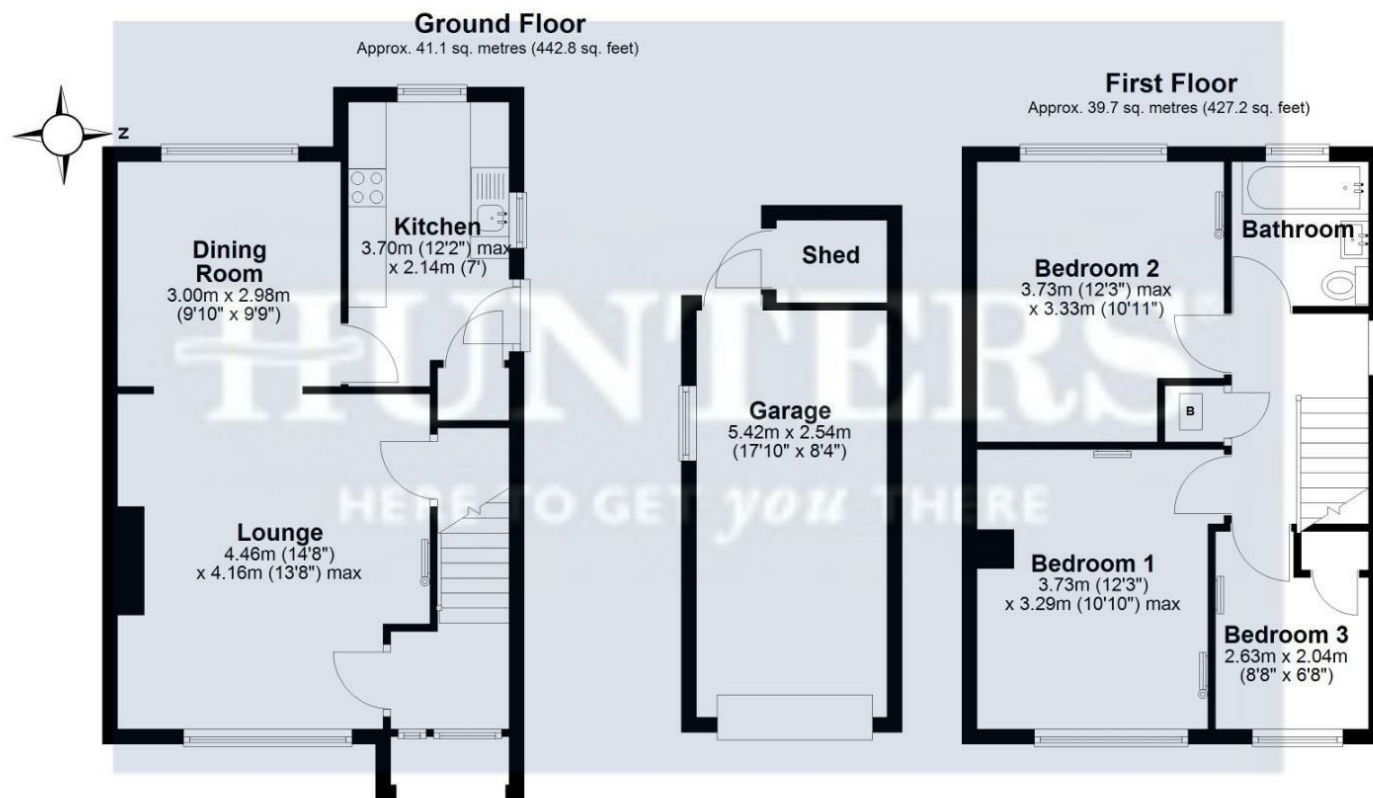 Ground Floor
Approx. 41.1 sq. metres (442.8 sq. feet)
First Floor
Approx. 39.7 sq. metres (427.2 sq. feet)
Z
Dining
Room
3.00m x 2.98m
(9'10" x 9'9")
Kitchen
3.70m (12'2") max
x 2.14m (7')
Lounge
4.46m (14'8")
x 4.16m (13'8") max
Shed
Garage
5.42m x 2.54m
(17'10" x 8'4")
Bedroom 2
3.73m (12'3") max
x 3.33m (10'11")
Bathroom
B
Bedroom 1
3.73m (12'3")
x 3.29m (10'10") max
Bedroom 3
2.63m x 2.04m
(8'8" x 6'8")
HUNTERS
HERE TO GET you THERE